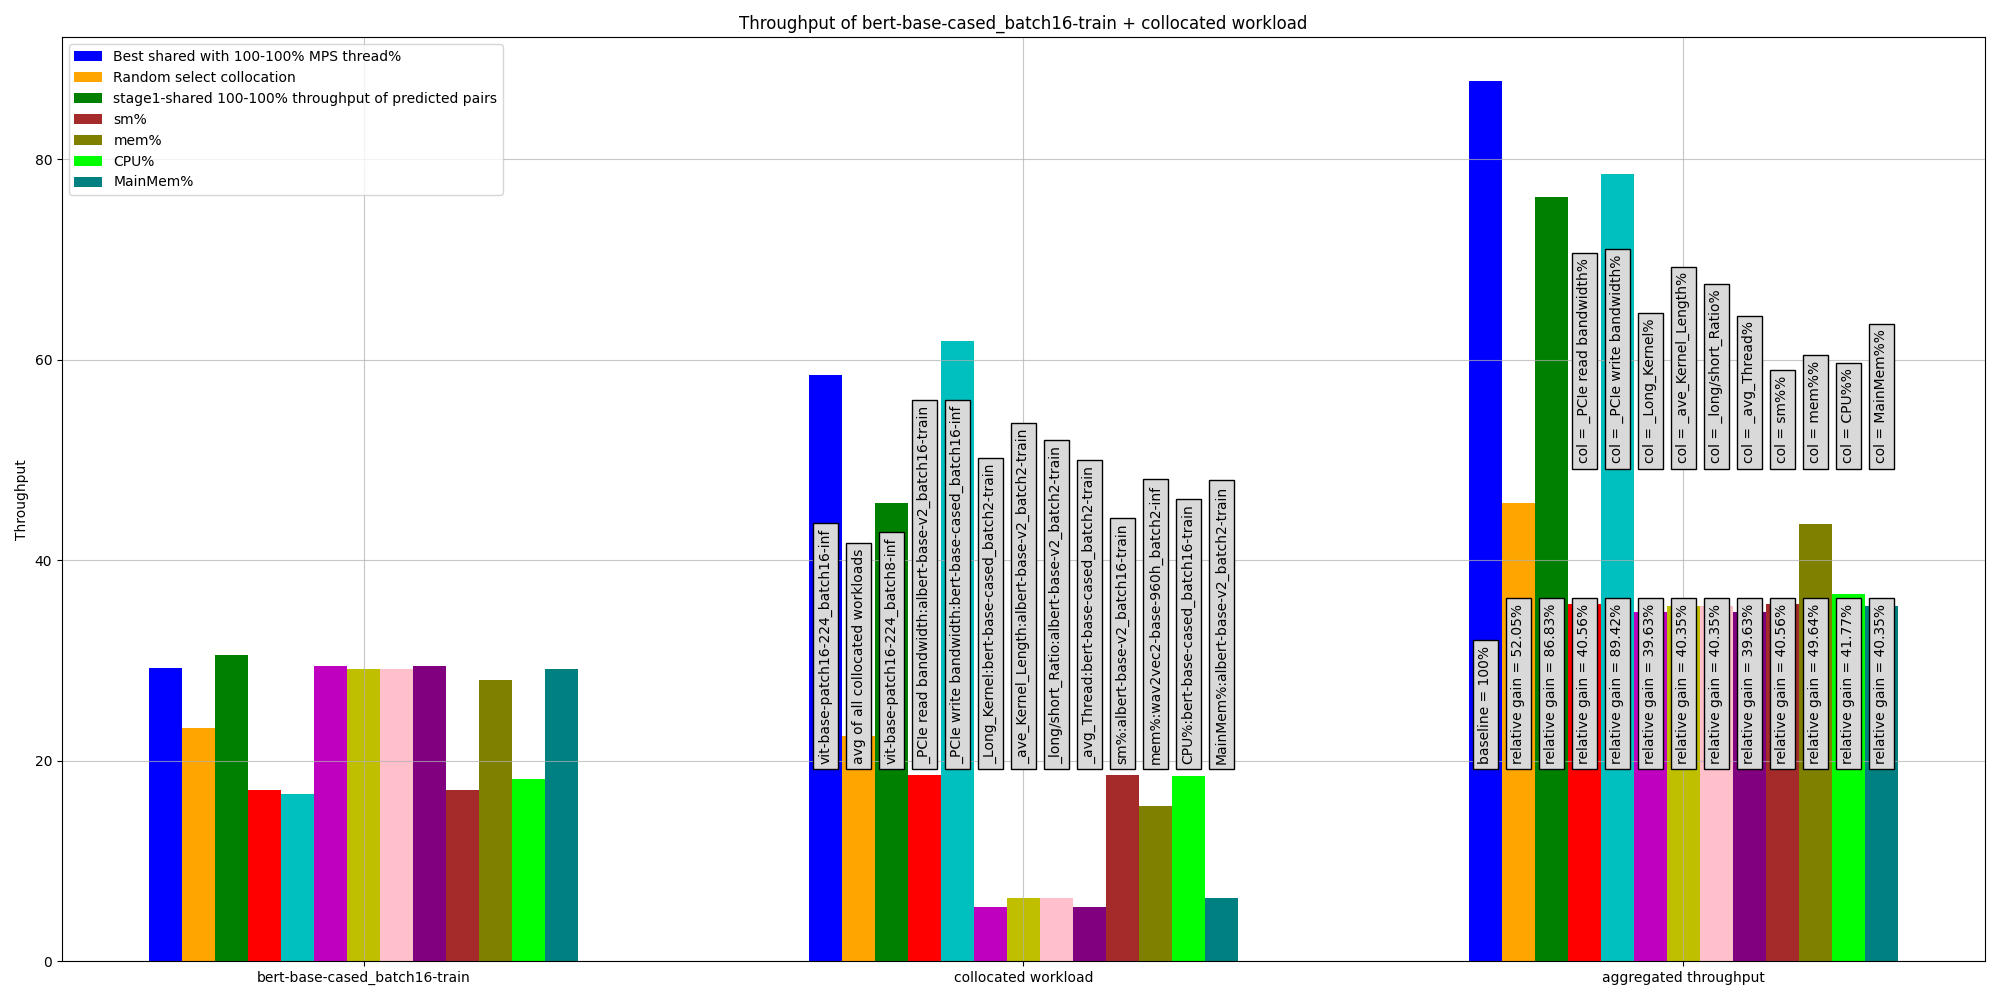 Throughput of bert-base-cased_batch16-train + collocated workload
Best shared with 100-100% MPS thread%
Random select collocation
stage1-shared 100-100% throughput of predicted pairs
sm%
mem%
CPU%
MainMem%
Throughput
80
60
40
20
0
vit-base-patch16-224_batch16-inf
avg of all collocated workloads
vit-base-patch16-224_batch8-inf
_PCIe read bandwidth:albert-base-v2_batch16-train
_PCIe write bandwidth:bert-base-cased_batch16-inf
_Long_Kernel:bert-base-cased_batch2-train
_ave_Kernel_Length:albert-base-v2_batch2-train
_long/short_Ratio:albert-base-v2_batch2-train
_avg_Thread:bert-base-cased_batch2-train
sm%:albert-base-v2_batch16-train
mem%:wav2vec2-base-960h_batch2-inf
CPU%:bert-base-cased_batch16-train
MainMem%:albert-base-v2_batch2-train
col = _PCIe read bandwidth%
col = _PCIe write bandwidth%
col = _Long_Kernel%
col = _ave_Kernel_Length%
col = _long/short_Ratio%
col = _avg_Thread%
col = sm%%
col = mem%%
col = CPU%%
col = MainMem%%
baseline = 100%
relative gain = 52.05%
relative gain = 86.83%
relative gain = 40.56%
relative gain = 89.42%
relative gain = 39.63%
relative gain = 40.35%
relative gain = 40.35%
relative gain = 39.63%
relative gain = 40.56%
relative gain = 49.64%
relative gain = 41.77%
relative gain = 40.35%
bert-base-cased_batch16-train
collocated workload
aggregated throughput